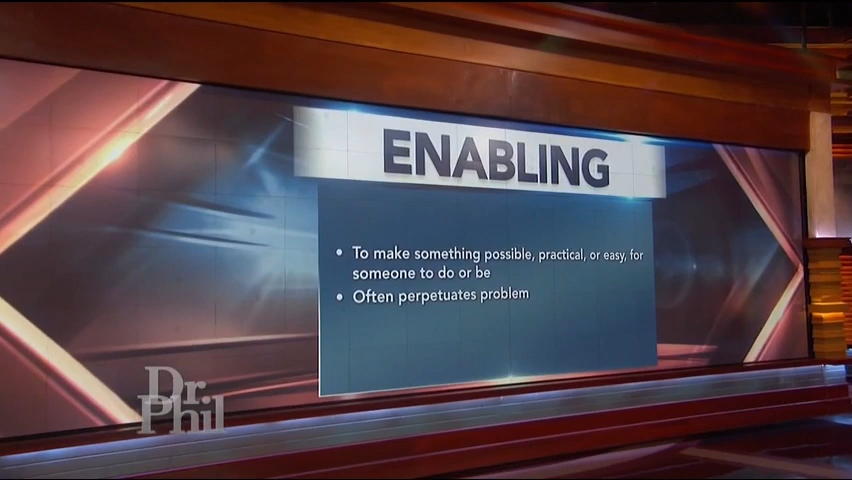 ENABLING
• To make something possible, practical, or easy, for
someone to do or be
• Often perpetuates problem
Dr.
Phil